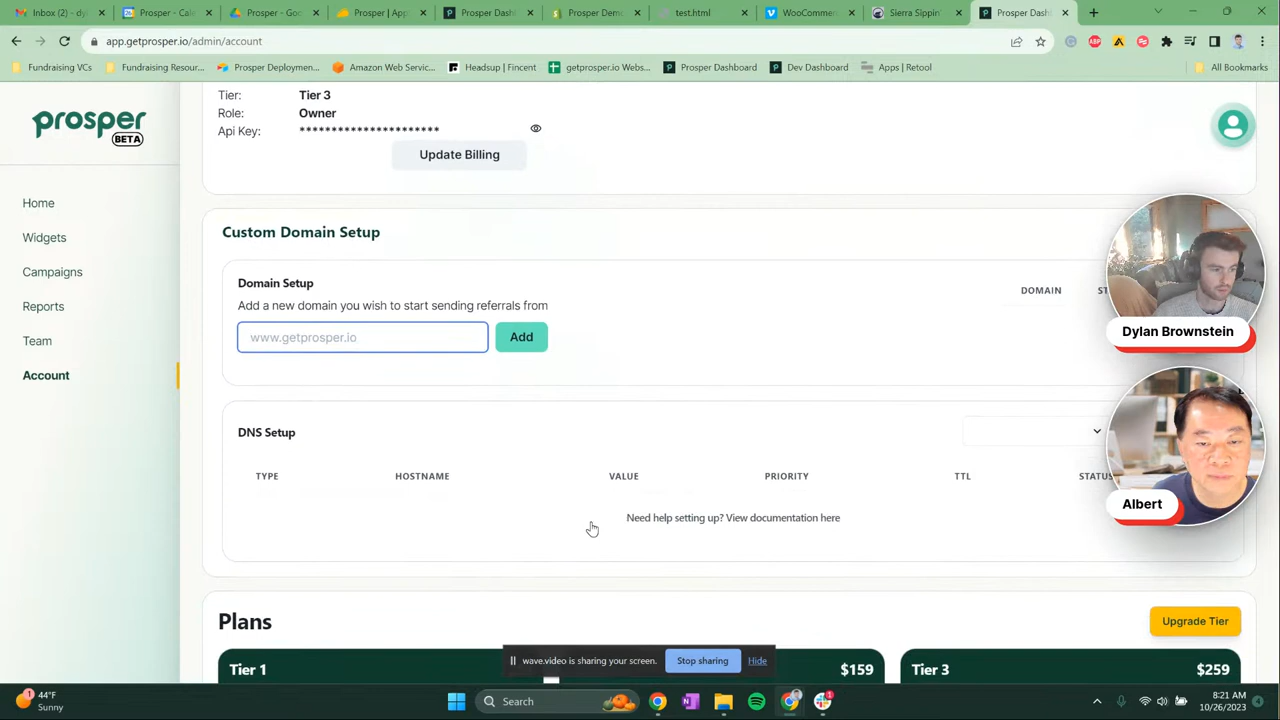 Inbox (2) - dy
Prosper - Cale
Prosper - Goo
Prosper | App
Prosper Dash
Prosper Demo
test.html
WooCommen
Sierra Sippin'
Prosper Dash
app.getprosper.io/admin/account
Fundraising VCs
Fundraising Resour...
Prosper Deploymen...
Amazon Web Servic...
Headsup | Fincent
getprosper.io Webs...
Prosper Dashboard
Dev Dashboard
Apps | Retool
All Bookmarks
prosper
BETA
Home
Widgets
Campaigns
Reports
Team
Account
Tier: Tier 3
Role: Owner
Api Key: **********************
Update Billing
Custom Domain Setup
Domain Setup
Add a new domain you wish to start sending referrals from
www.getprosper.io
Add
DOMAIN
Dylan Brownstein
DNS Setup
TYPE HOSTNAME VALUE PRIORITY TTL STATUS
Need help setting up? View documentation here
Albert
Plans
Upgrade Tier
Tier 1 $159 Tier 3 $259
wave.video is sharing your screen.
Stop sharing
Hide
44°F
Sunny
Search
8:21 AM
10/26/2023